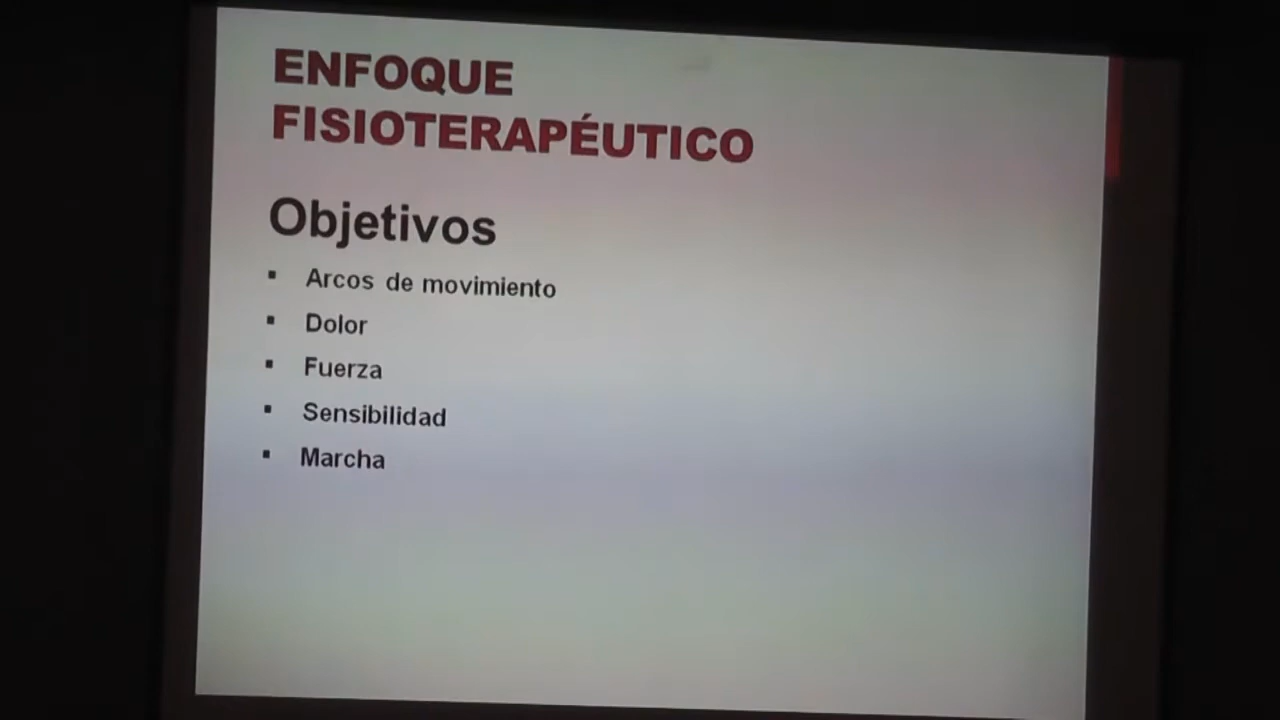 ENFOQUE
FISIOTERAPÉUTICO
Objetivos
▪ Arcos de movimiento
▪ Dolor
▪ Fuerza
▪ Sensibilidad
▪ Marcha